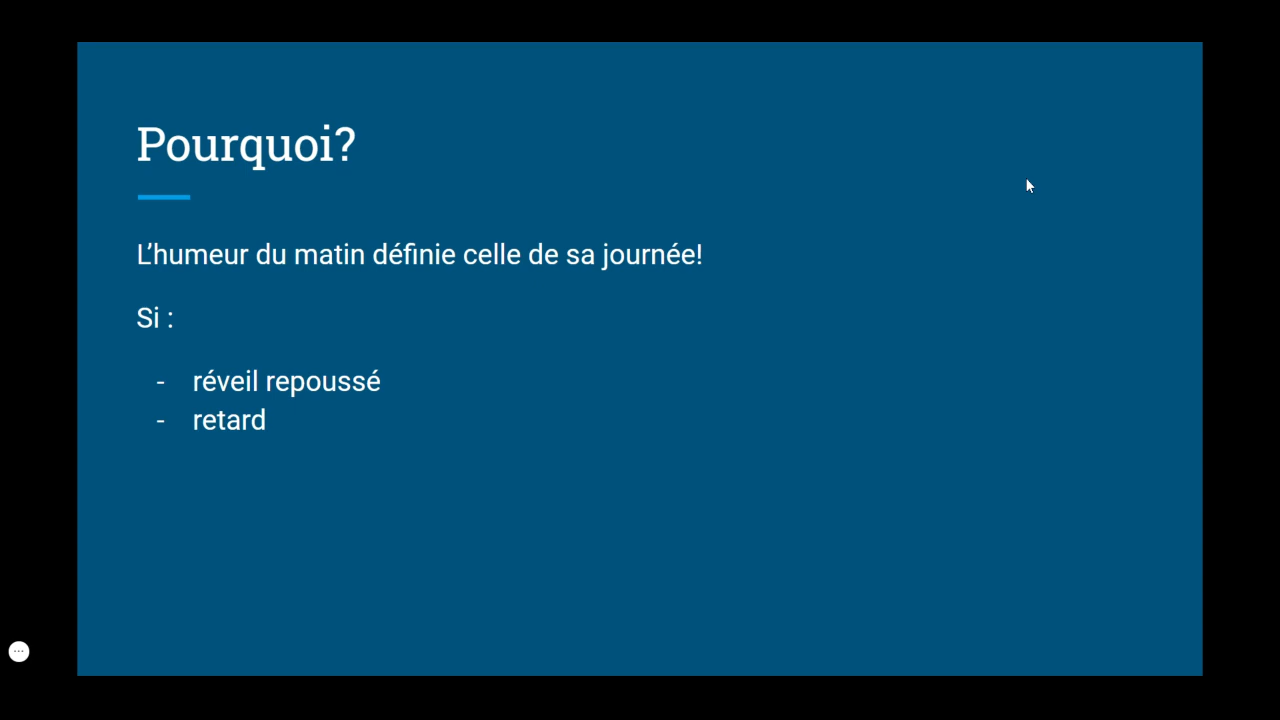 Pourquoi?
L’humeur du matin définie celle de sa journée!
Si :
- réveil repoussé
- retard